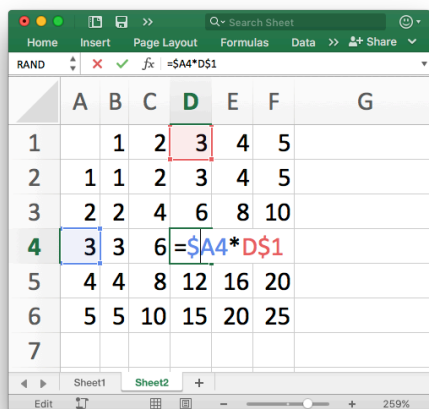 Search Sheet
Home Insert Page Layout Formulas Data >> Share
RAND fx =$A4*D$1
A B C D E F G
1 1 2 3 4 5
2 1 1 2 3 4 5
3 2 2 4 6 8 10
4 3 3 6 =$A4*D$1
5 4 4 8 12 16 20
6 5 5 10 15 20 25
7
Sheet1 Sheet2 +
Edit - + 259%